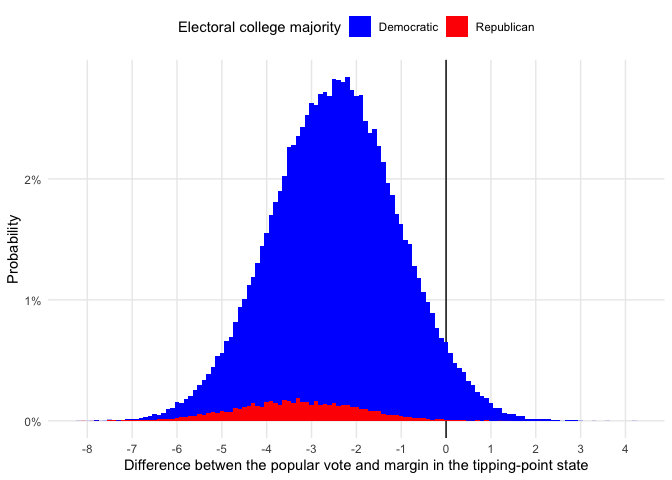 Electoral college majority Democratic Republican
Probability
2%
1%
0%
-8 -7 -6 -5 -4 -3 -2 -1 0 1 2 3 4
Difference betwen the popular vote and margin in the tipping-point state